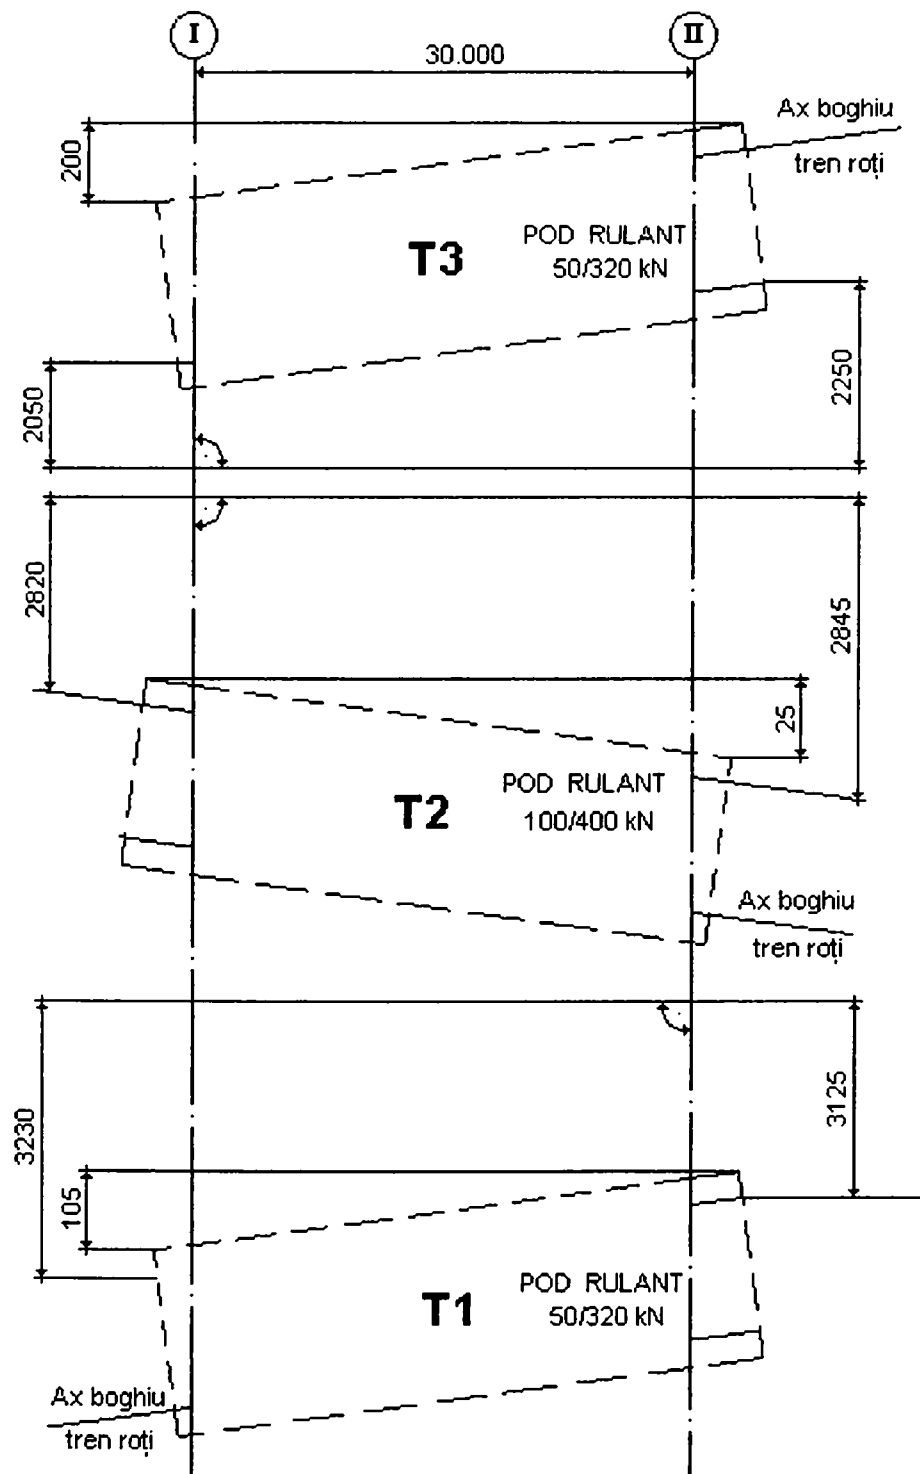 I
II
30.000
Ax boghiu
tren roți
200
T3
POD RULANT
50/320 kN
2050
2250
2820
2845
25
T2
POD RULANT
100/400 kN
Ax boghiu
tren roți
3230
3125
105
T1
POD RULANT
50/320 kN
Ax boghiu
tren roți